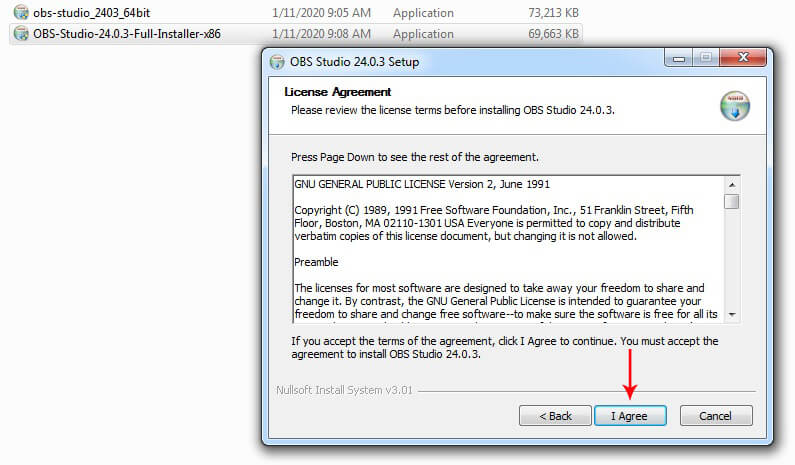 obs-studio_2403_64bit 1/11/2020 9:05 AM Application 73,213 KB
OBS-Studio-24.0.3-Full-Installer-x86 1/11/2020 9:08 AM Application 69,663 KB
OBS Studio 24.0.3 Setup
License Agreement
Please review the license terms before installing OBS Studio 24.0.3.
Press Page Down to see the rest of the agreement.
GNU GENERAL PUBLIC LICENSE Version 2, June 1991
Copyright (C) 1989, 1991 Free Software Foundation, Inc., 51 Franklin Street, Fifth
Floor, Boston, MA 02110-1301 USA Everyone is permitted to copy and distribute
verbatim copies of this license document, but changing it is not allowed.
Preamble
The licenses for most software are designed to take away your freedom to share and
change it. By contrast, the GNU General Public License is intended to guarantee your
freedom to share and change free software--to make sure the software is free for all its
If you accept the terms of the agreement, click I Agree to continue. You must accept the
agreement to install OBS Studio 24.0.3.
Nullsoft Install System v3.01
< Back I Agree Cancel